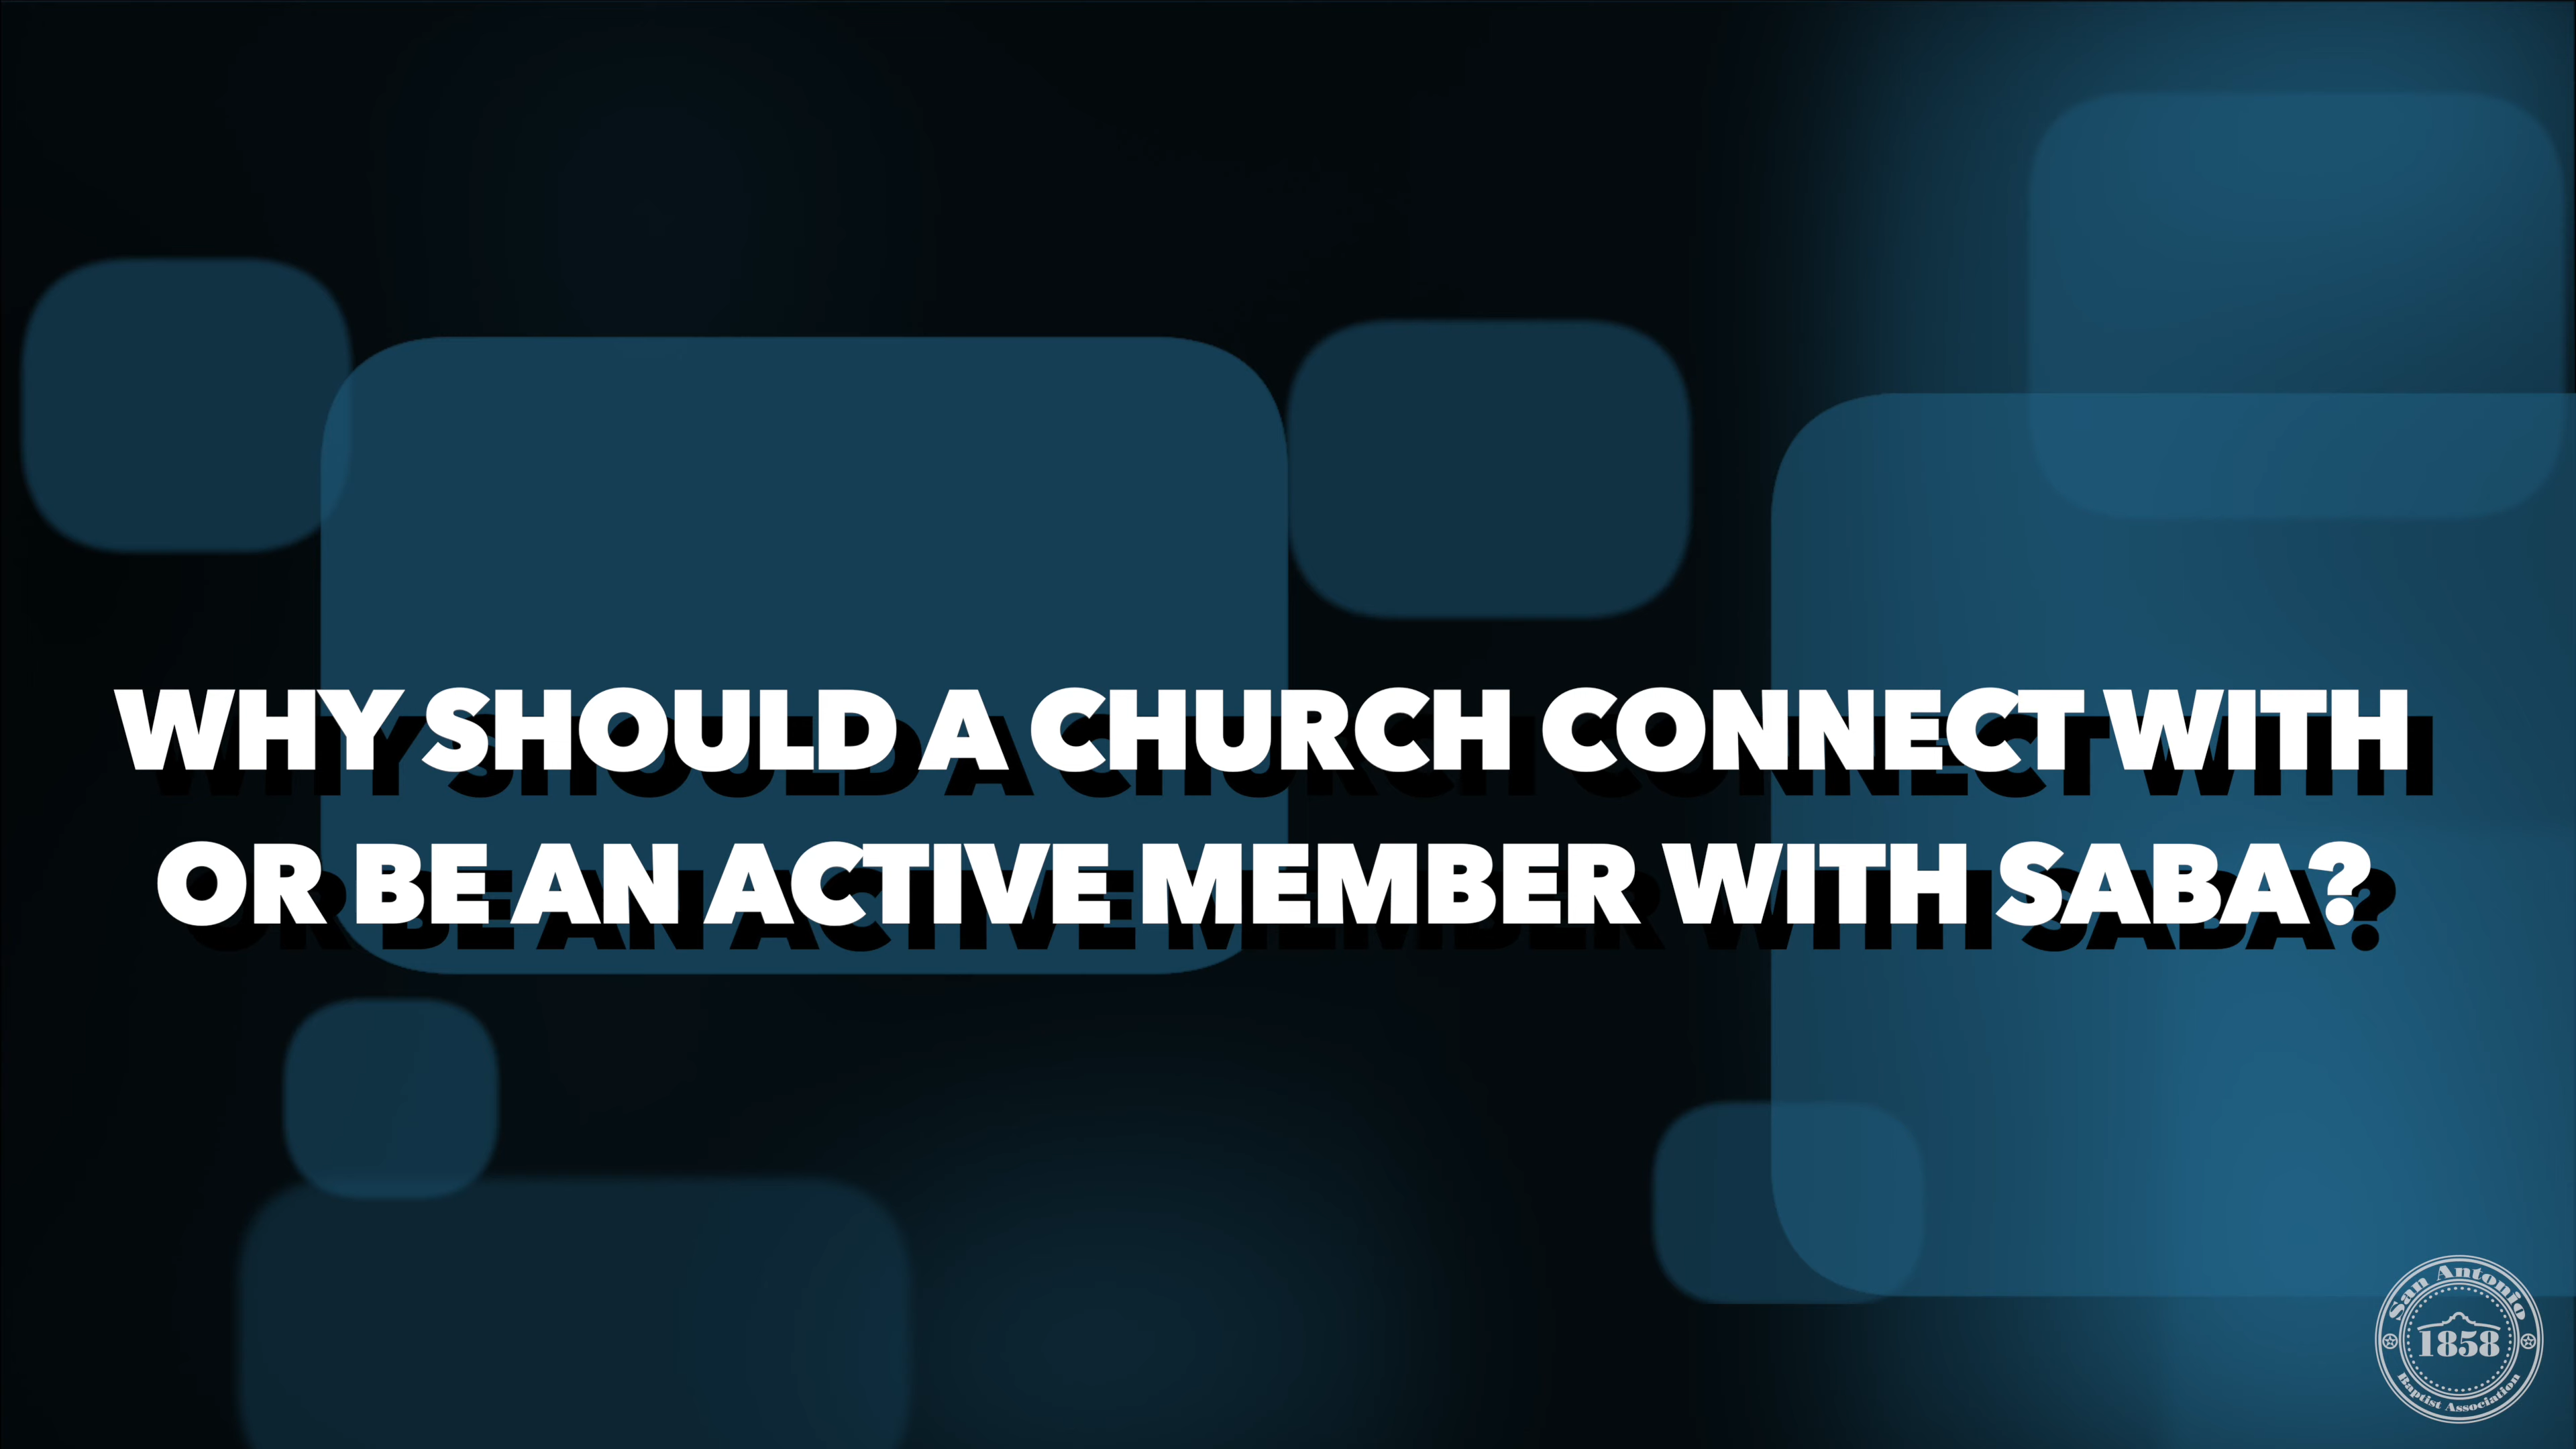 WHY SHOULD A CHURCH CONNECT WITH
OR BE AN ACTIVE MEMBER WITH SABA?
San Antonio
1858
Baptist Association